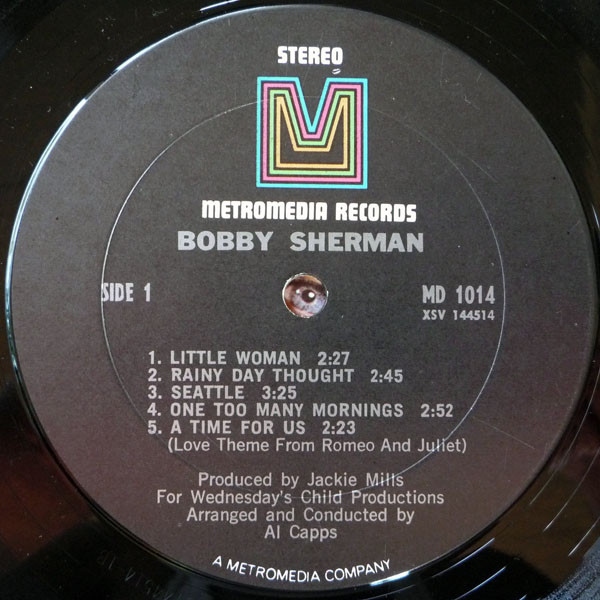 STEREO
M
METROMEDIA RECORDS
BOBBY SHERMAN
SIDE 1
MD 1014
XSV 144514
1. LITTLE WOMAN 2:27
2. RAINY DAY THOUGHT 2:45
3. SEATTLE 3:25
4. ONE TOO MANY MORNINGS 2:52
5. A TIME FOR US 2:23
(Love Theme From Romeo And Juliet)
Produced by Jackie Mills
For Wednesday's Child Productions
Arranged and Conducted by
Al Capps
A METROMEDIA COMPANY